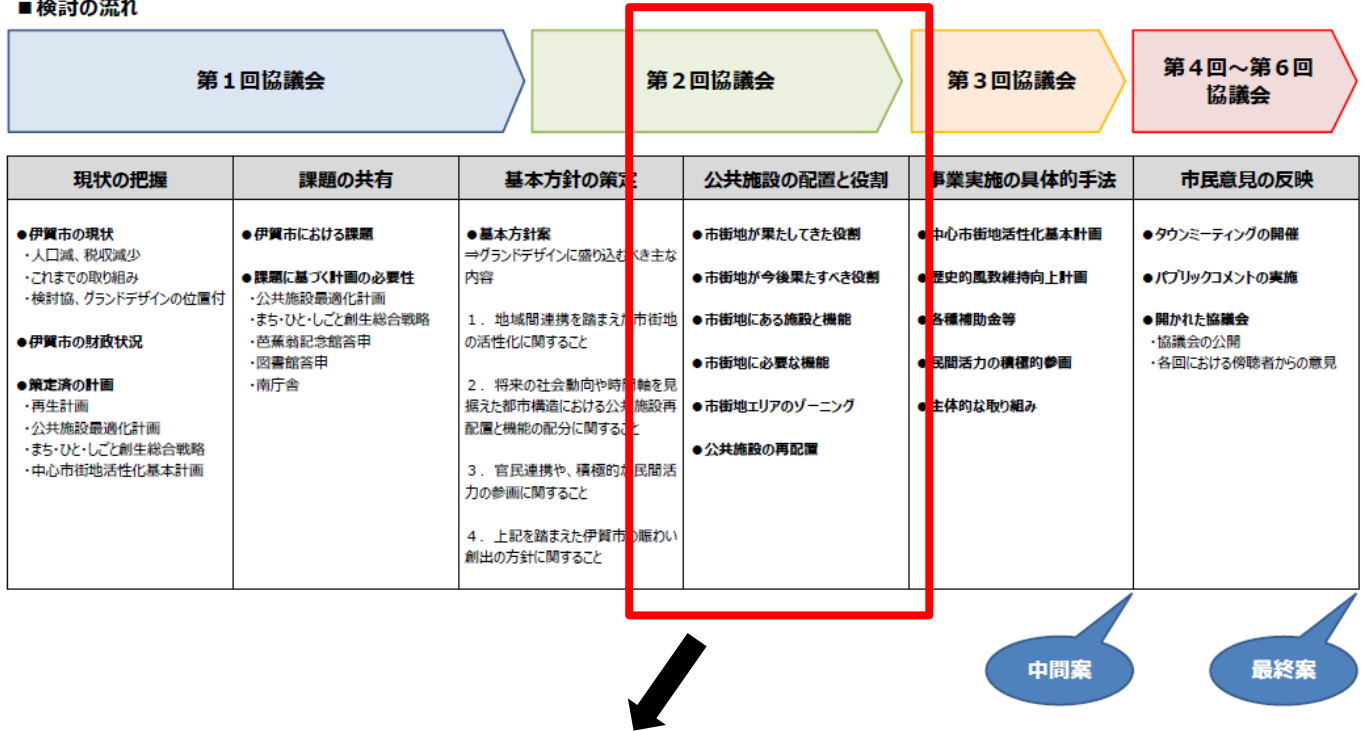 ■検討の流れ
第１回協議会
第２回協議会
第３回協議会
第４回～第６回
協議会
現状の把握
課題の共有
基本方針の策定
公共施設の配置と役割
事業実施の具体的手法
市民意見の反映
●伊賀市の現状
・人口減、税収減少
・これまでの取り組み
・検討協、グランドデザインの位置付
●伊賀市の財政状況
●策定済の計画
・再生計画
・公共施設最適化計画
・まち・ひと・しごと創生総合戦略
・中心市街地活性化基本計画
●伊賀市における課題
●課題に基づく計画の必要性
・公共施設最適化計画
・まち・ひと・しごと創生総合戦略
・芭蕉翁記念館答申
・図書館答申
・南庁舎
●基本方針案
⇒グランドデザインに盛り込むべき主な
内容
１．地域間連携を踏まえた市街地
の活性化に関すること
２．将来の社会動向や時間軸を見
据えた都市構造における公共施設再
配置と機能の配分に関すること
３．官民連携や、積極的な民間活
力の参画に関すること
４．上記を踏まえた伊賀市の賑わい
創出の方針に関すること
●市街地が果たしてきた役割
●市街地が今後果たすべき役割
●市街地にある施設と機能
●市街地に必要な機能
●市街地エリアのゾーニング
●公共施設の再配置
●中心市街地活性化基本計画
●歴史的風致維持向上計画
●各種補助金等
●民間活力の積極的参画
●主体的な取り組み
●タウンミーティングの開催
●パブリックコメントの実施
●開かれた協議会
・協議会の公開
・各回における傍聴者からの意見
中間案
最終案